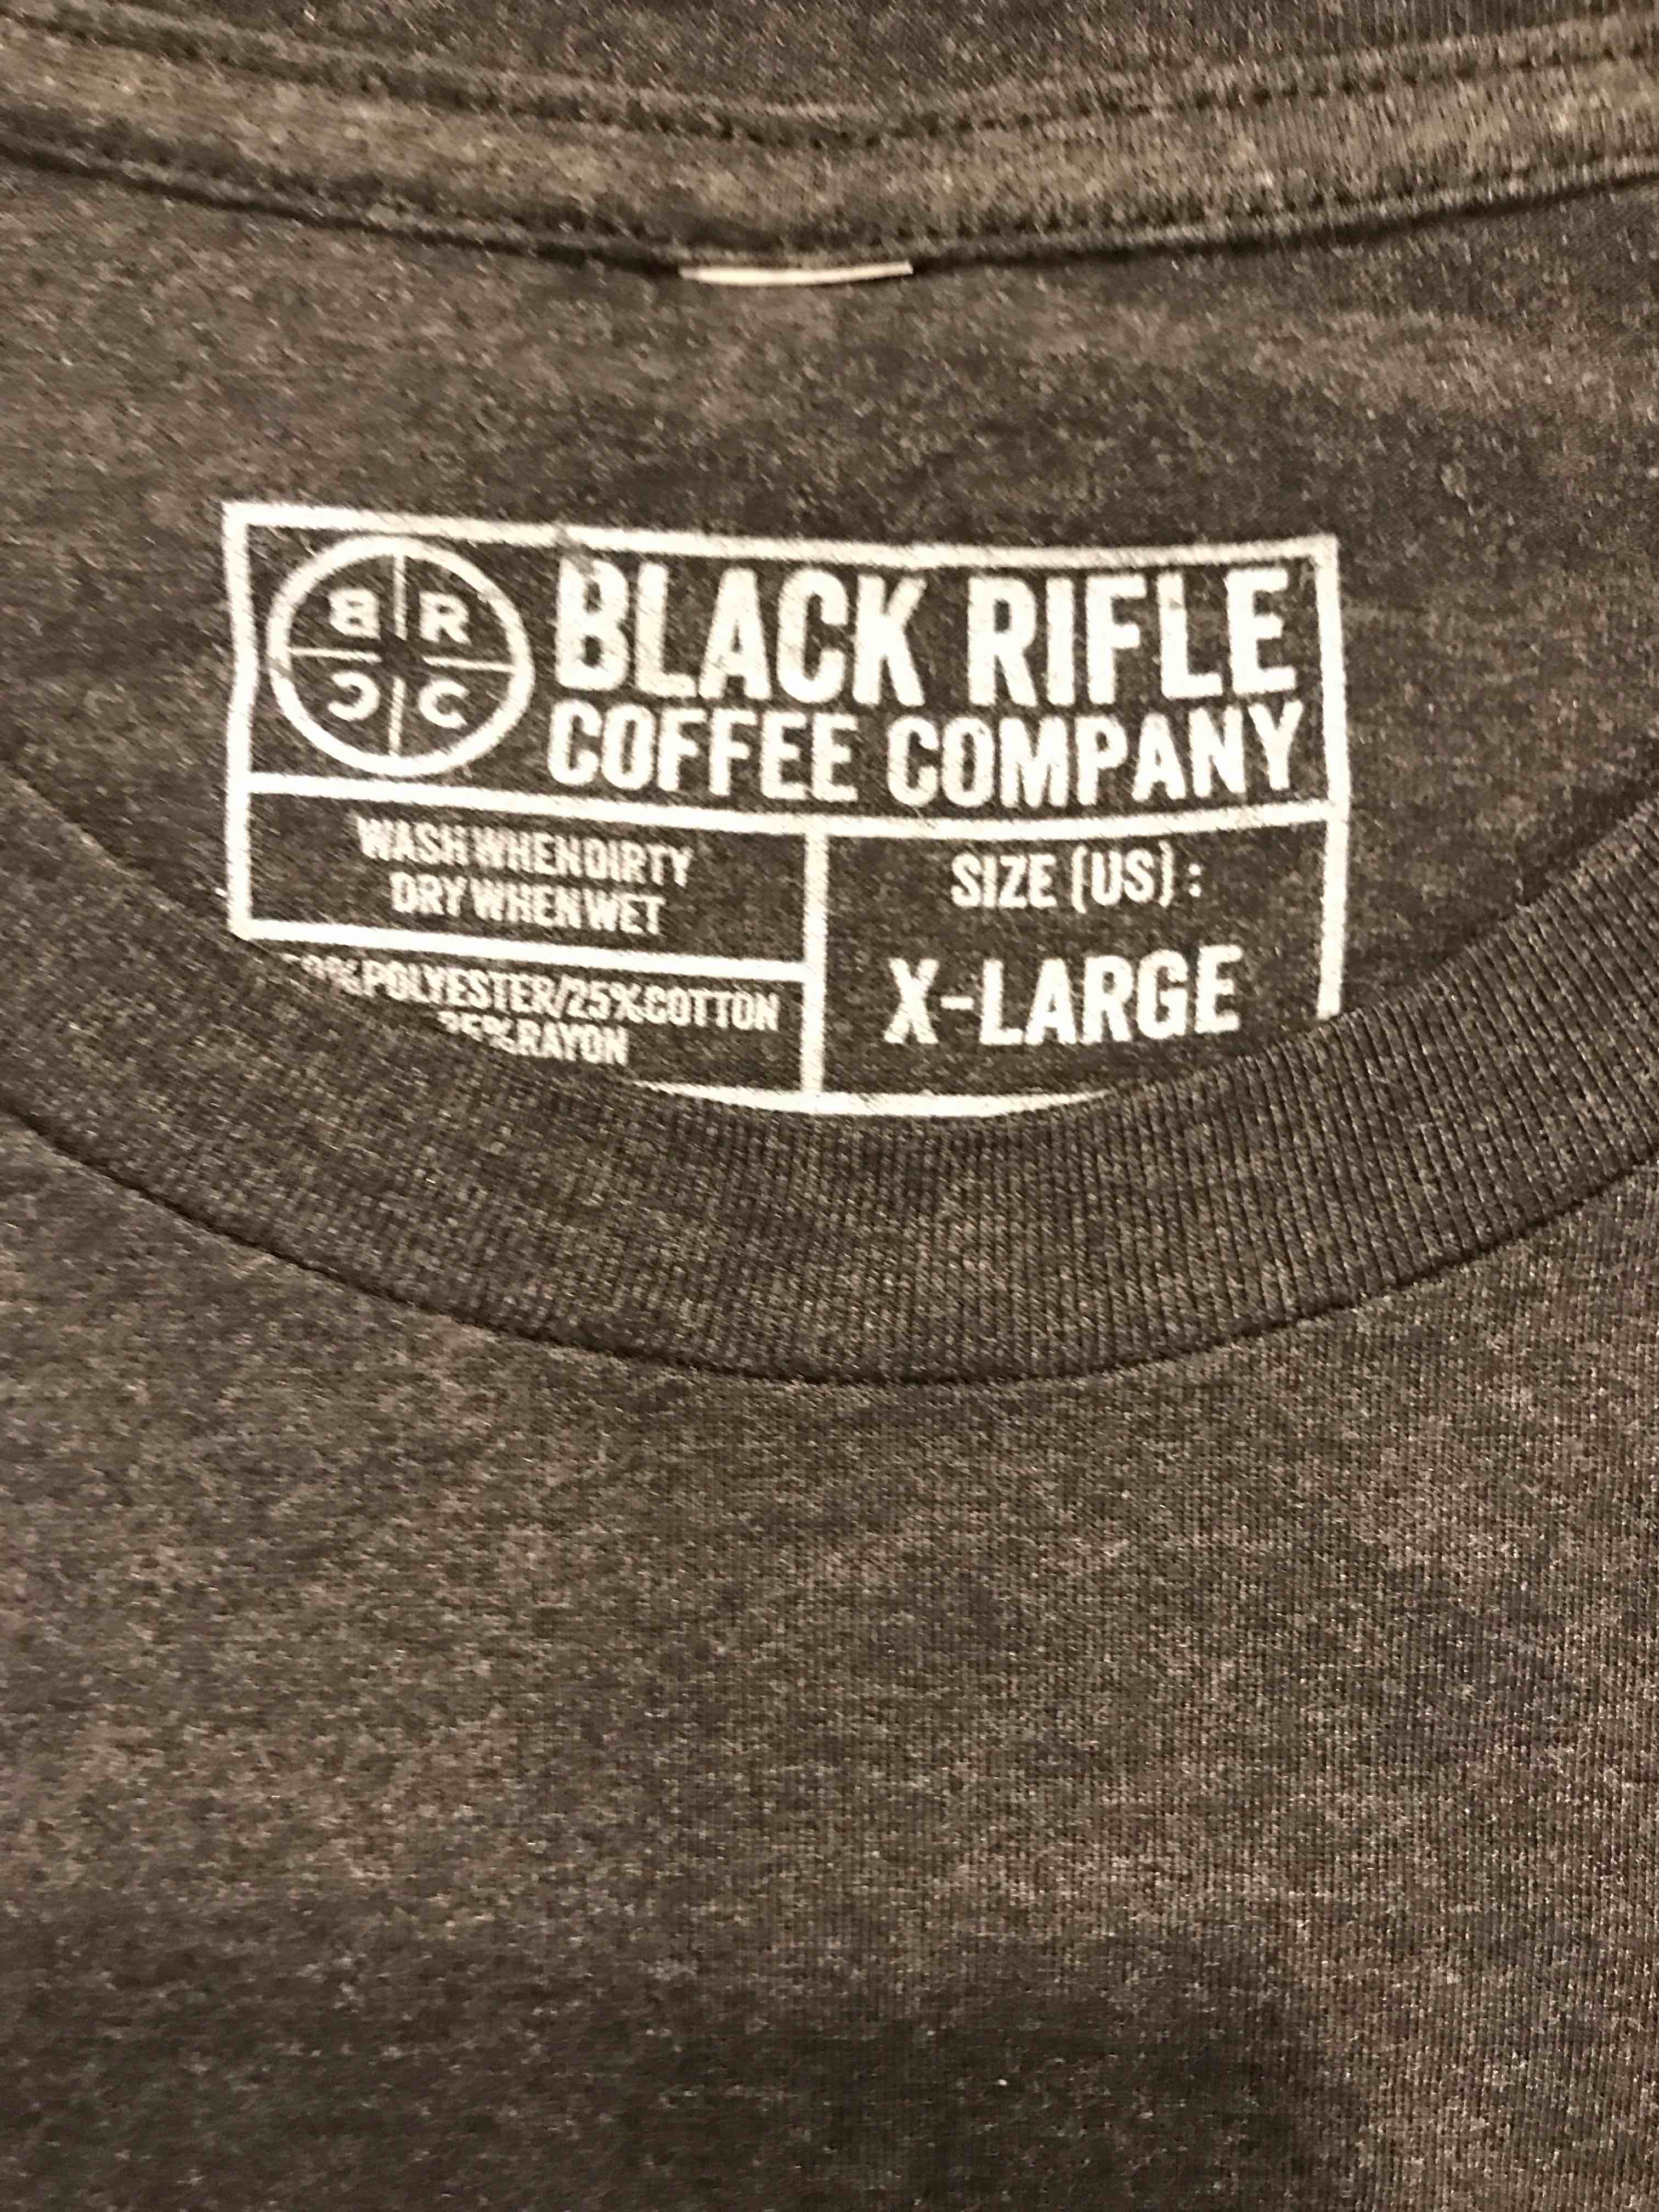 B R
C C
BLACK RIFLE
COFFEE COMPANY
WASH WHEN DIRTY
DRY WHEN WET
SIZE (US):
X-LARGE
POLYESTER/25%COTTON
RAYON